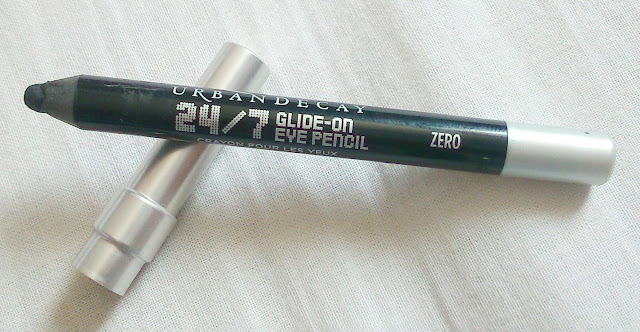 URBAN DECAY
24/7 GLIDE-ON
EYE PENCIL
CRAYON POUR LES YEUX
ZERO